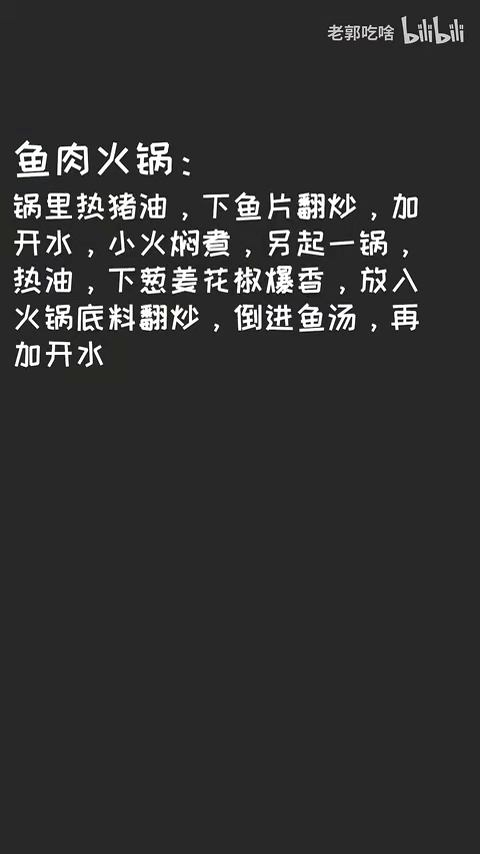 老郭吃啥 bilibili
鱼肉火锅：
锅里热猪油，下鱼片翻炒，加
开水，小火焖煮，另起一锅，
热油，下葱姜花椒爆香，放入
火锅底料翻炒，倒进鱼汤，再
加开水